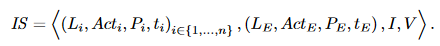 IS = ⟨(L_i, Act_i, P_i, t_i)_{i∈{1,...,n}}, (L_E, Act_E, P_E, t_E), I, V⟩.